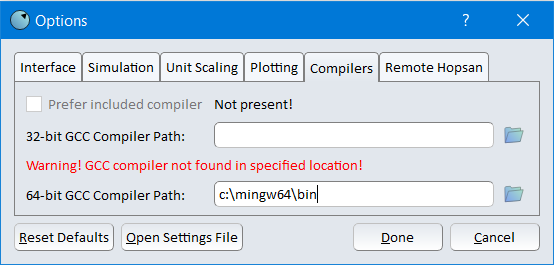 Options
Interface Simulation Unit Scaling Plotting Compilers Remote Hopsan
Prefer included compiler Not present!
32-bit GCC Compiler Path:
Warning! GCC compiler not found in specified location!
64-bit GCC Compiler Path: c:\mingw64\bin
Reset Defaults Open Settings File Done Cancel